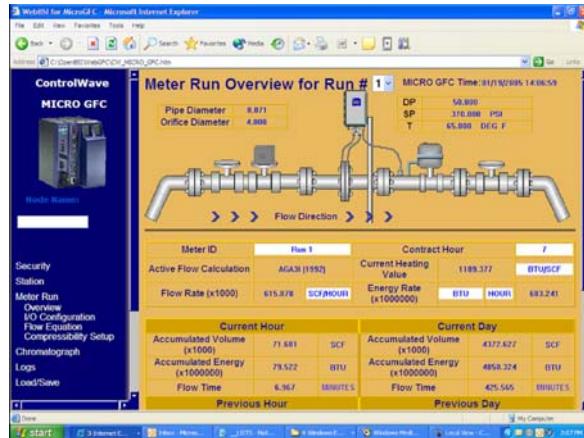 WebBSI for MicroGFC - Microsoft Internet Explorer
File Edit View Favorites Tools Help
Back Search Favorites Media
Address
Go Links
ControlWave
MICRO GFC
Node Name:
Security
Station
Meter Run
Overview
I/O Configuration
Flow Equation
Compressibility Setup
Chromatograph
Logs
Load/Save
Meter Run Overview for Run # 1
MICRO GFC Time:01/19/2005 14:06:59
Pipe Diameter 8.071
Orifice Diameter 4.000
DP 50.000
SP 370.000 PSI
T 65.000 DEG F
Flow Direction
Meter ID Run 1 Contract Hour 7
Active Flow Calculation AGA3I (1992) Current Heating Value 1109.377 BTU/SCF
Flow Rate (x1000) 615.878 SCF/HOUR Energy Rate (x1000000) BTU HOUR 683.241
Current Hour Current Day
Accumulated Volume (x1000) 71.681 SCF Accumulated Volume (x1000) 4372.627 SCF
Accumulated Energy (x1000000) 79.522 BTU Accumulated Energy (x1000000) 4850.324 BTU
Flow Time 6.967 MINUTES Flow Time 425.565 MINUTES
Previous Hour Previous Day
Done
My Computer
start
3:07 PM